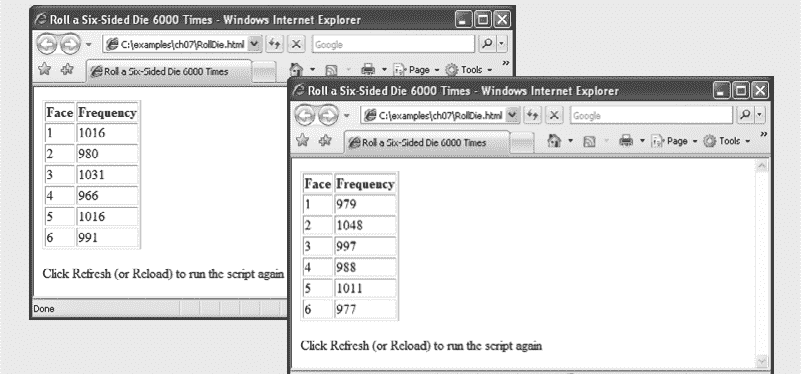 Roll a Six-Sided Die 6000 Times - Windows Internet Explorer
C:\examples\ch07\RollDie.html
Google
Roll a Six-Sided Die 6000 Times
Page
Tools
»
Face Frequency
1 1016
2 980
3 1031
4 966
5 1016
6 991
Click Refresh (or Reload) to run the script again
Done
Roll a Six-Sided Die 6000 Times - Windows Internet Explorer
C:\examples\ch07\RollDie.html
Google
Roll a Six-Sided Die 6000 Times
Page
Tools
»
Face Frequency
1 979
2 1048
3 997
4 988
5 1011
6 977
Click Refresh (or Reload) to run the script again